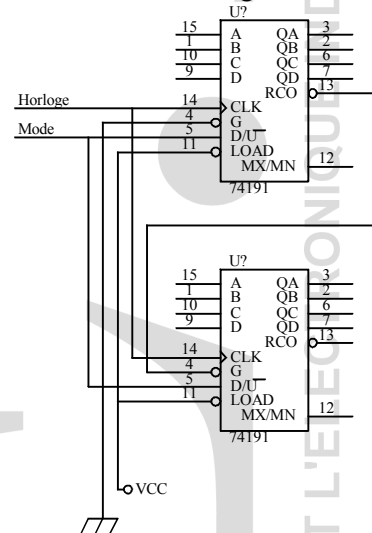 U?
15 A QA 3
1 B QB 2
10 C QC 6
9 D QD 7
RCO 13
Horloge 14 CLK
4 G
Mode 5 D/U
11 LOAD
MX/MN 12
74191
U?
15 A QA 3
1 B QB 2
10 C QC 6
9 D QD 7
RCO 13
14 CLK
4 G
5 D/U
11 LOAD
MX/MN 12
74191
VCC
T L'ELECTRONIQUE IND